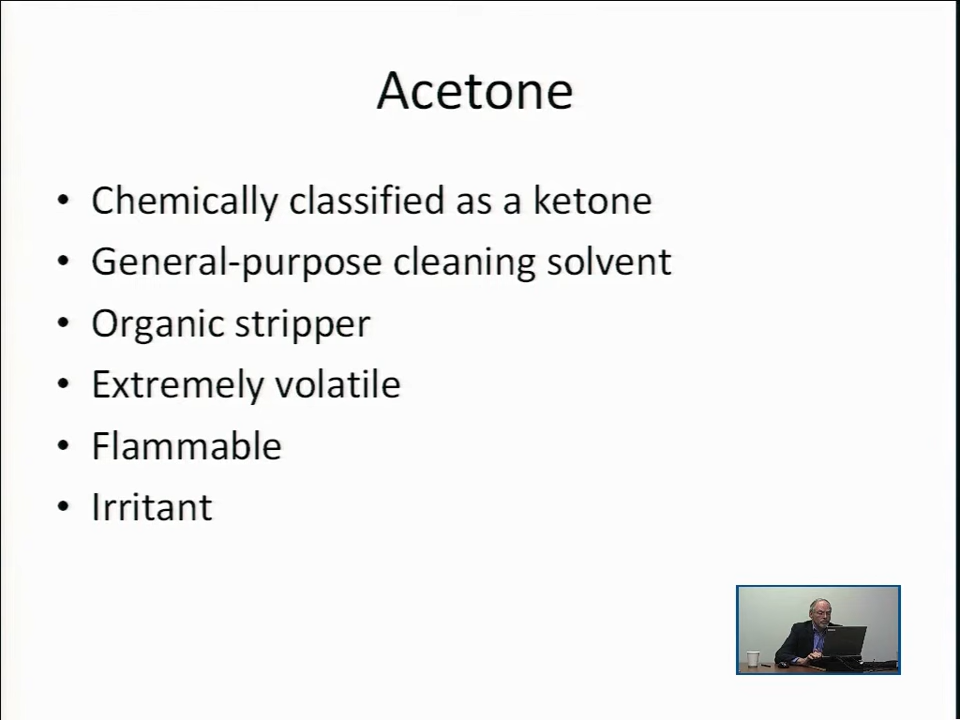 Acetone
• Chemically classified as a ketone
• General-purpose cleaning solvent
• Organic stripper
• Extremely volatile
• Flammable
• Irritant